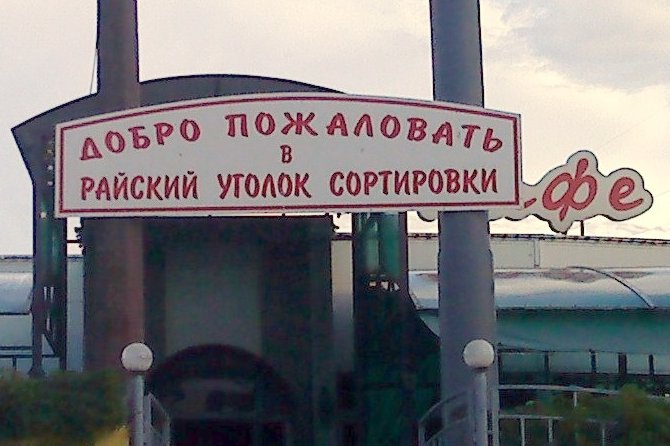 ДОБРО ПОЖАЛОВАТЬ
В
РАЙСКИЙ УГОЛОК СОРТИРОВКИ